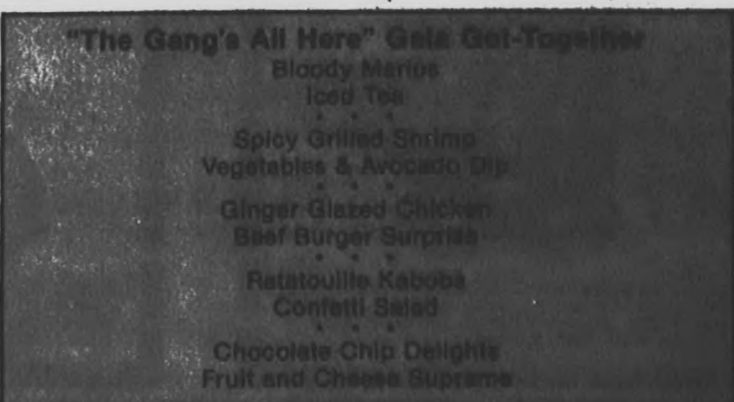 "The Gang's All Here" Gala Get-Together
Bloody Marios
Iced Tea
• • •
Spicy Grilled Shrimp
Vegetables & Avocado Dip
• • •
Ginger Glazed Chicken
Beef Burger Surprise
• • •
Ratatouille Kabobs
Confetti Salad
• • •
Chocolate Chip Delights
Fruit and Cheese Supreme